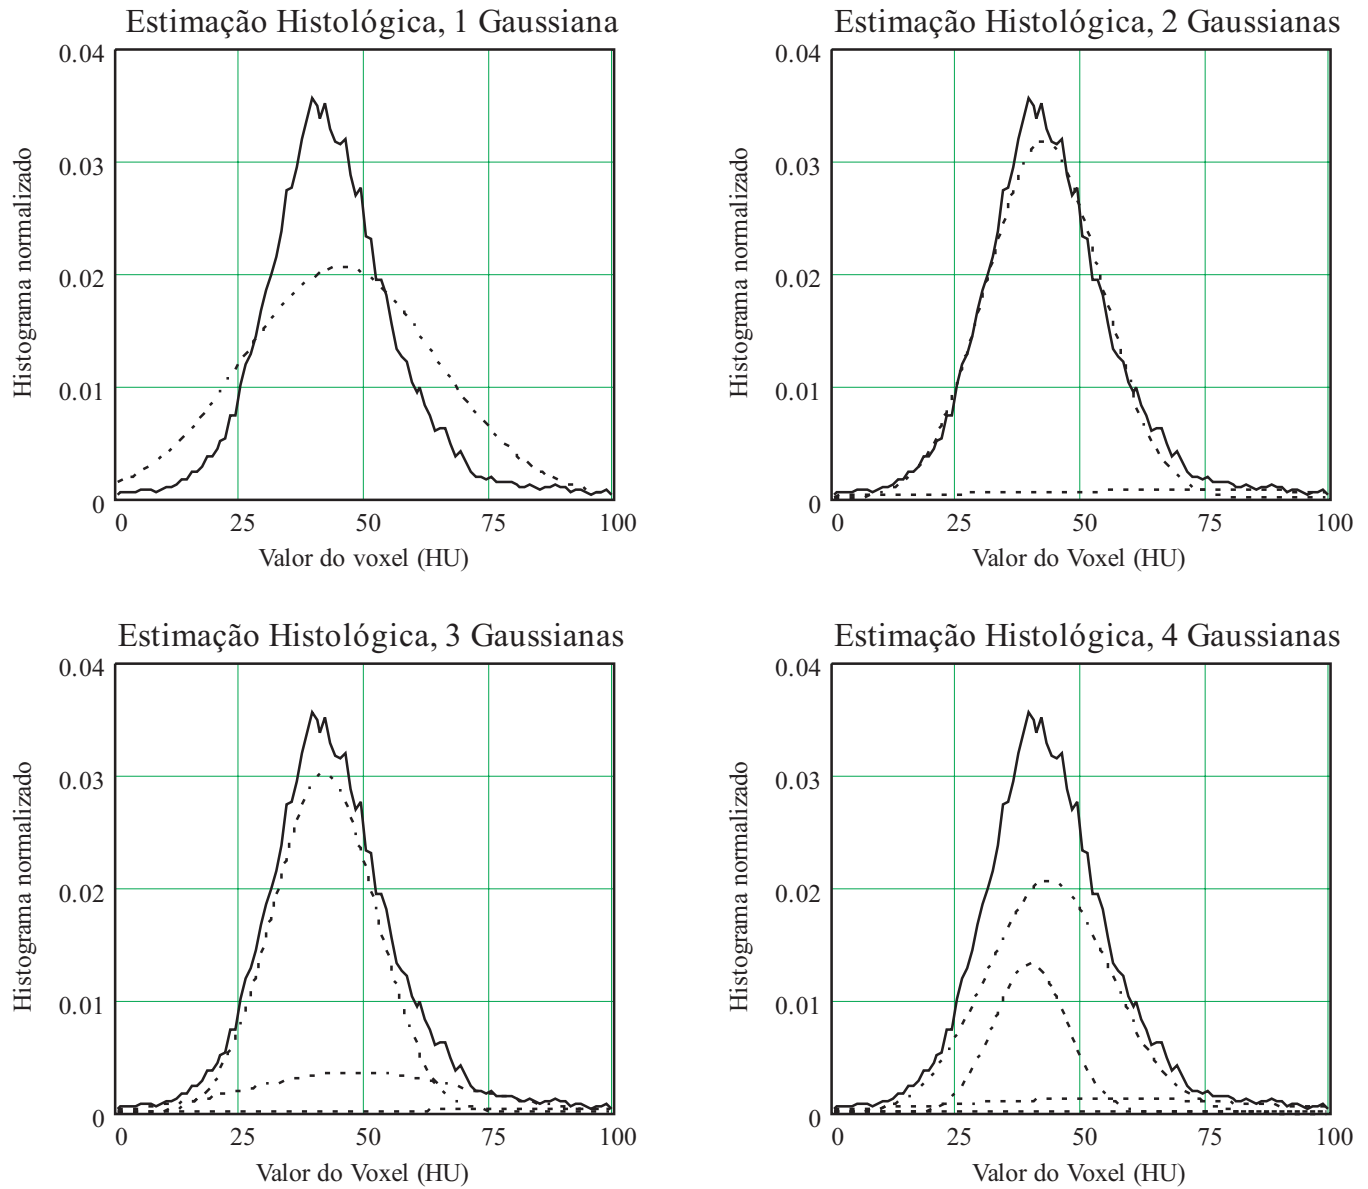 Estimação Histológica, 1 Gaussiana
0.04
0.03
0.02
0.01
0
Histograma normalizado
0 25 50 75 100
Valor do voxel (HU)
Estimação Histológica, 2 Gaussianas
0.04
0.03
0.02
0.01
0
Histograma normalizado
0 25 50 75 100
Valor do Voxel (HU)
Estimação Histológica, 3 Gaussianas
0.04
0.03
0.02
0.01
0
Histograma normalizado
0 25 50 75 100
Valor do Voxel (HU)
Estimação Histológica, 4 Gaussianas
0.04
0.03
0.02
0.01
0
Histograma normalizado
0 25 50 75 100
Valor do Voxel (HU)